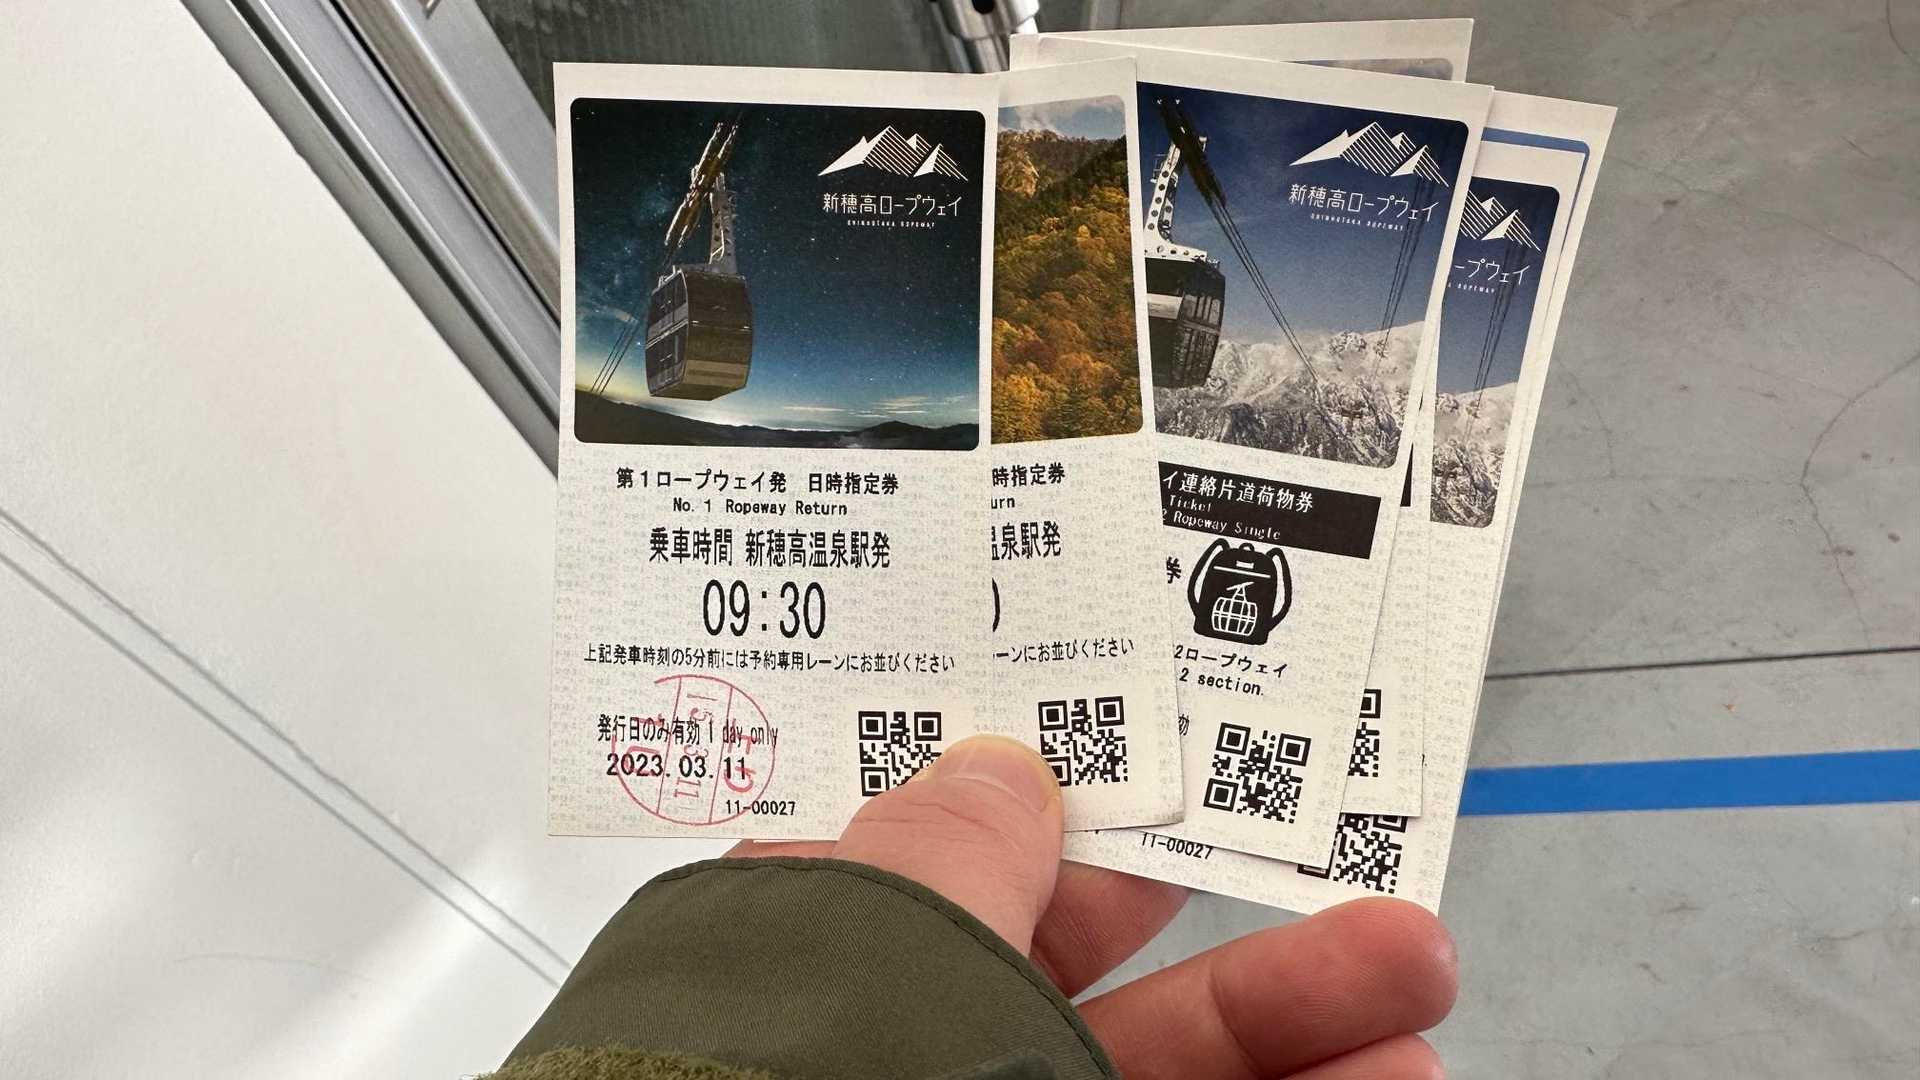 新穂高ロープウェイ
SHINHOTAKA ROPEWAY
第1ロープウェイ発 日時指定券
No. 1 Ropeway Return
乗車時間 新穂高温泉駅発
09:30
上記発車時刻の5分前には予約専用レーンにお並びください
発行日のみ有効 1 day only
2023.03.11
11-00027
時指定券
urn
温泉駅発
ーンにお並びください
新穂高ロープウェイ
SHINHOTAKA ROPEWAY
イ連絡片道荷物券
Ticket
2 Ropeway Single
券
2ロープウェイ
2 section.
効
11-00027
ープウェイ
A ROPEWAY